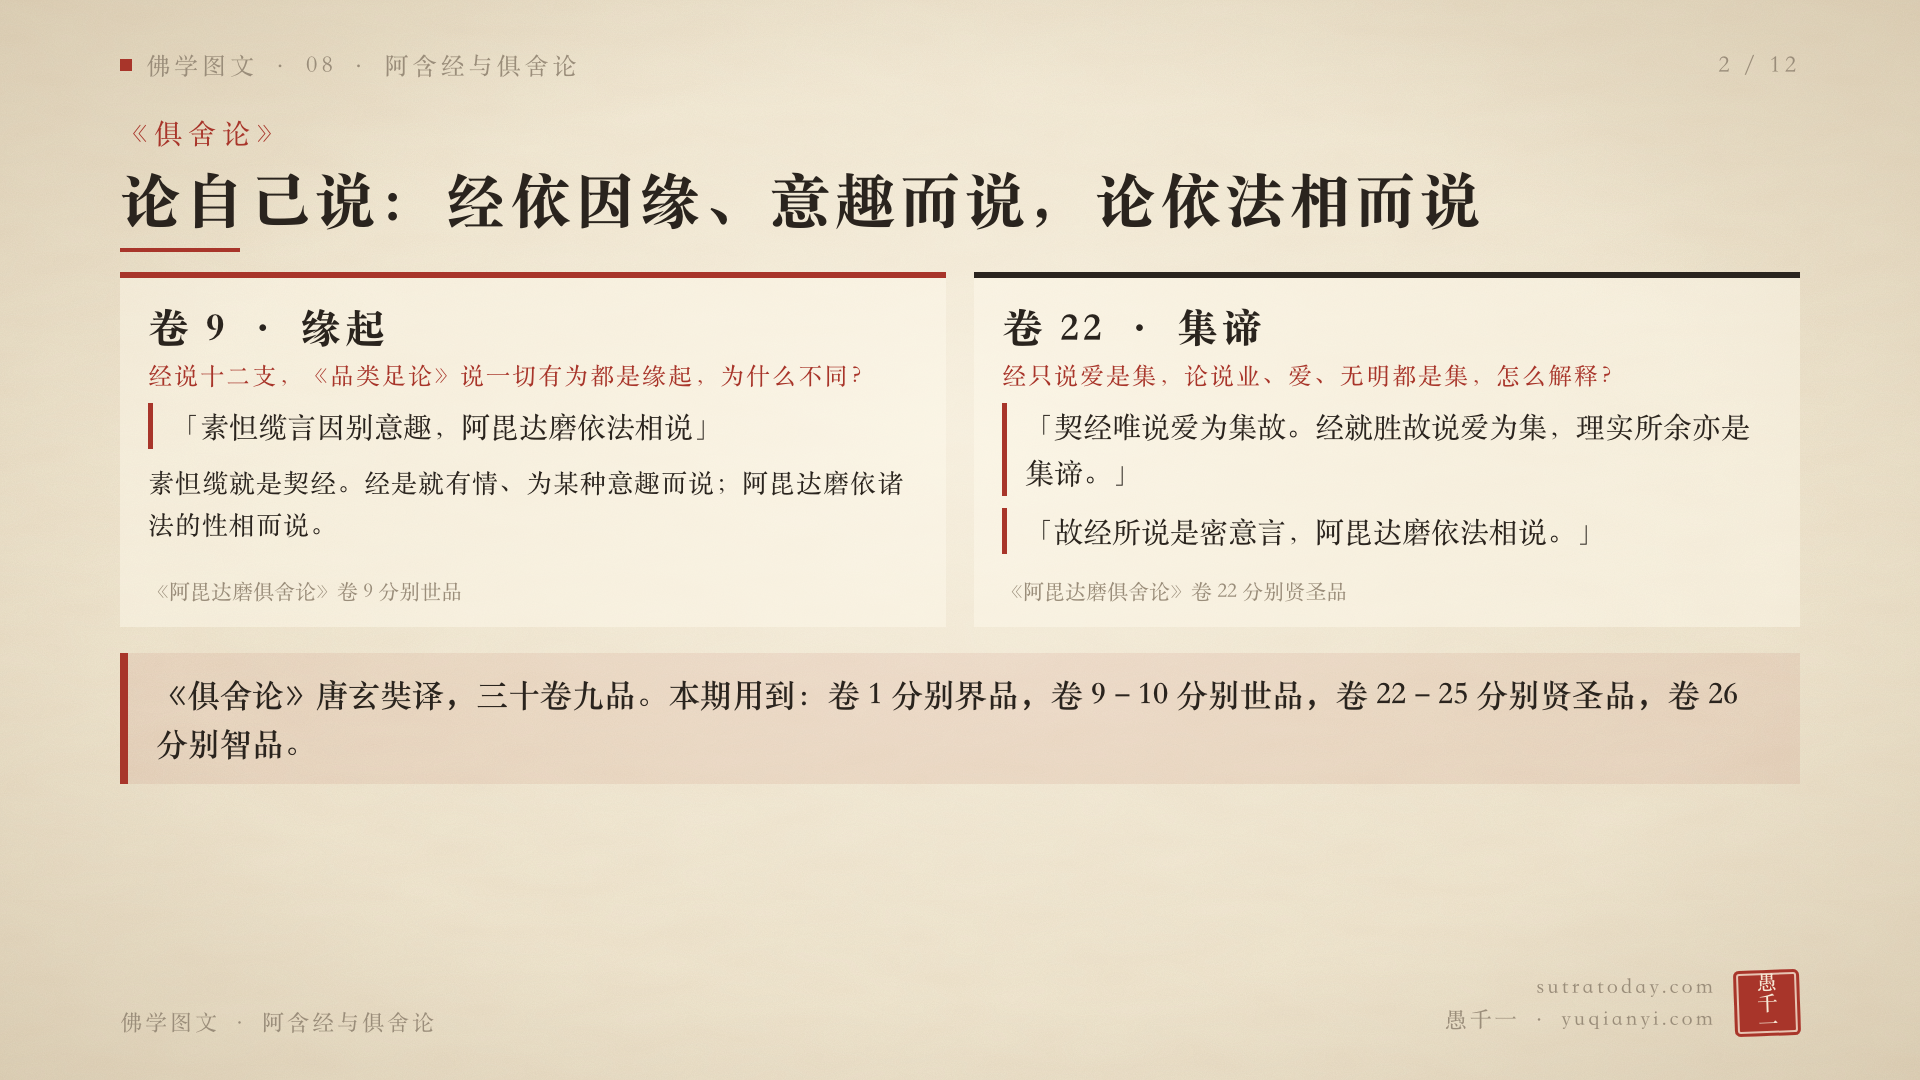 佛学图文 · 08 · 阿含经与俱舍论
2 / 12
《俱舍论》
论自己说：经依因缘、意趣而说，论依法相而说
卷 9 · 缘起
经说十二支，《品类足论》说一切有为都是缘起，为什么不同？
「素怛缆言因别意趣，阿毘达磨依法相说」
素怛缆就是契经。经是就有情、为某种意趣而说；阿毘达磨依诸
法的性相而说。
《阿毘达磨俱舍论》卷 9 分别世品
卷 22 · 集谛
经只说爱是集，论说业、爱、无明都是集，怎么解释？
「契经唯说爱为集故。经就胜故说爱为集，理实所余亦是
集谛。」
「故经所说是密意言，阿毘达磨依法相说。」
《阿毘达磨俱舍论》卷 22 分别贤圣品
《俱舍论》唐玄奘译，三十卷九品。本期用到：卷 1 分别界品，卷 9－10 分别世品，卷 22－25 分别贤圣品，卷 26
分别智品。
佛学图文 · 阿含经与俱舍论
sutratoday.com
愚千一 · yuqianyi.com
愚千一